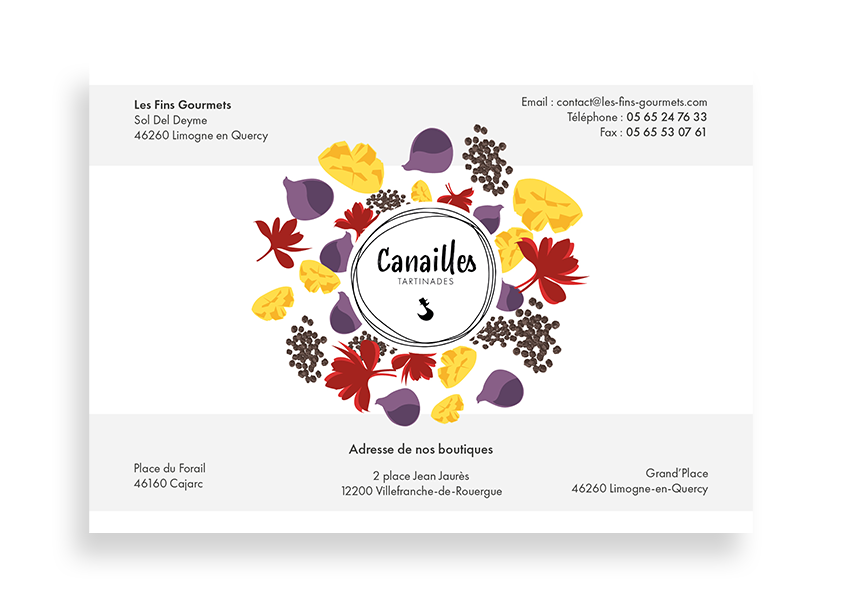 Les Fins Gourmets
Sol Del Deyme
46260 Limogne en Quercy
Email : contact@les-fins-gourmets.com
Téléphone : 05 65 24 76 33
Fax : 05 65 53 07 61
Canailles
TARTINADES
Adresse de nos boutiques
Place du Forail
46160 Cajarc
2 place Jean Jaurès
12200 Villefranche-de-Rouergue
Grand'Place
46260 Limogne-en-Quercy